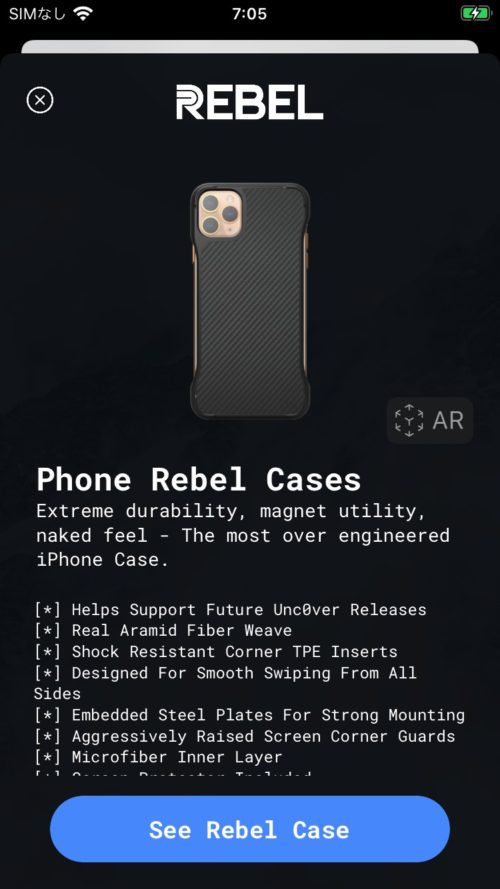 SIMなし 7:05
REBEL
AR
Phone Rebel Cases
Extreme durability, magnet utility,
naked feel - The most over engineered
iPhone Case.
[*] Helps Support Future Unc0ver Releases
[*] Real Aramid Fiber Weave
[*] Shock Resistant Corner TPE Inserts
[*] Designed For Smooth Swiping From All
Sides
[*] Embedded Steel Plates For Strong Mounting
[*] Aggressively Raised Screen Corner Guards
[*] Microfiber Inner Layer
See Rebel Case